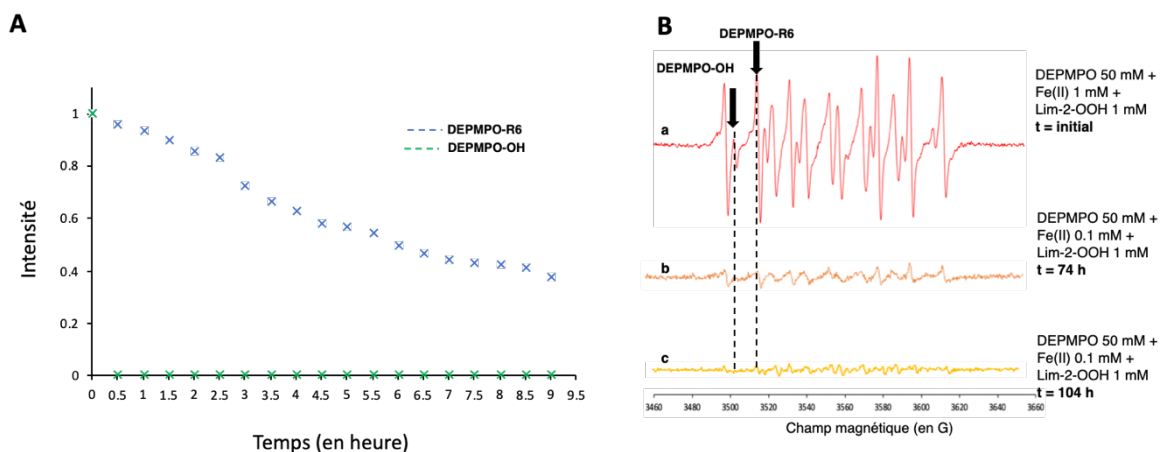 A
Intensité
1
0.8
0.6
0.4
0.2
0
DEPMPO-R6
DEPMPO-OH
0 0.5 1 1.5 2 2.5 3 3.5 4 4.5 5 5.5 6 6.5 7 7.5 8 8.5 9 9.5
Temps (en heure)
B
DEPMPO-R6
DEPMPO-OH
a
DEPMPO 50 mM +
Fe(II) 1 mM +
Lim-2-OOH 1 mM
t = initial
b
DEPMPO 50 mM +
Fe(II) 0.1 mM +
Lim-2-OOH 1 mM
t = 74 h
c
DEPMPO 50 mM +
Fe(II) 0.1 mM +
Lim-2-OOH 1 mM
t = 104 h
3460 3480 3500 3520 3540 3560 3580 3600 3620 3640 3660
Champ magnétique (en G)